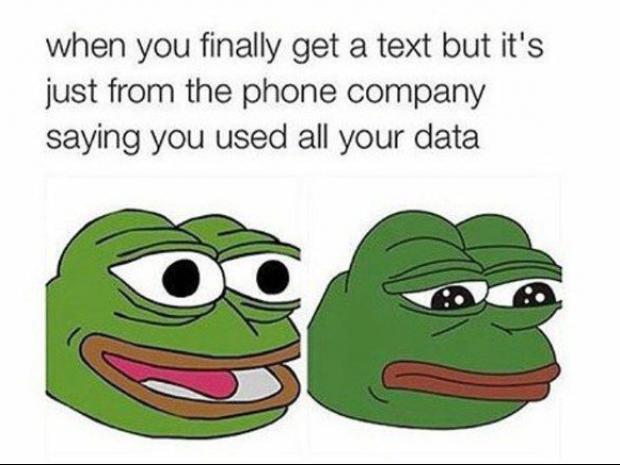 when you finally get a text but it's
just from the phone company
saying you used all your data